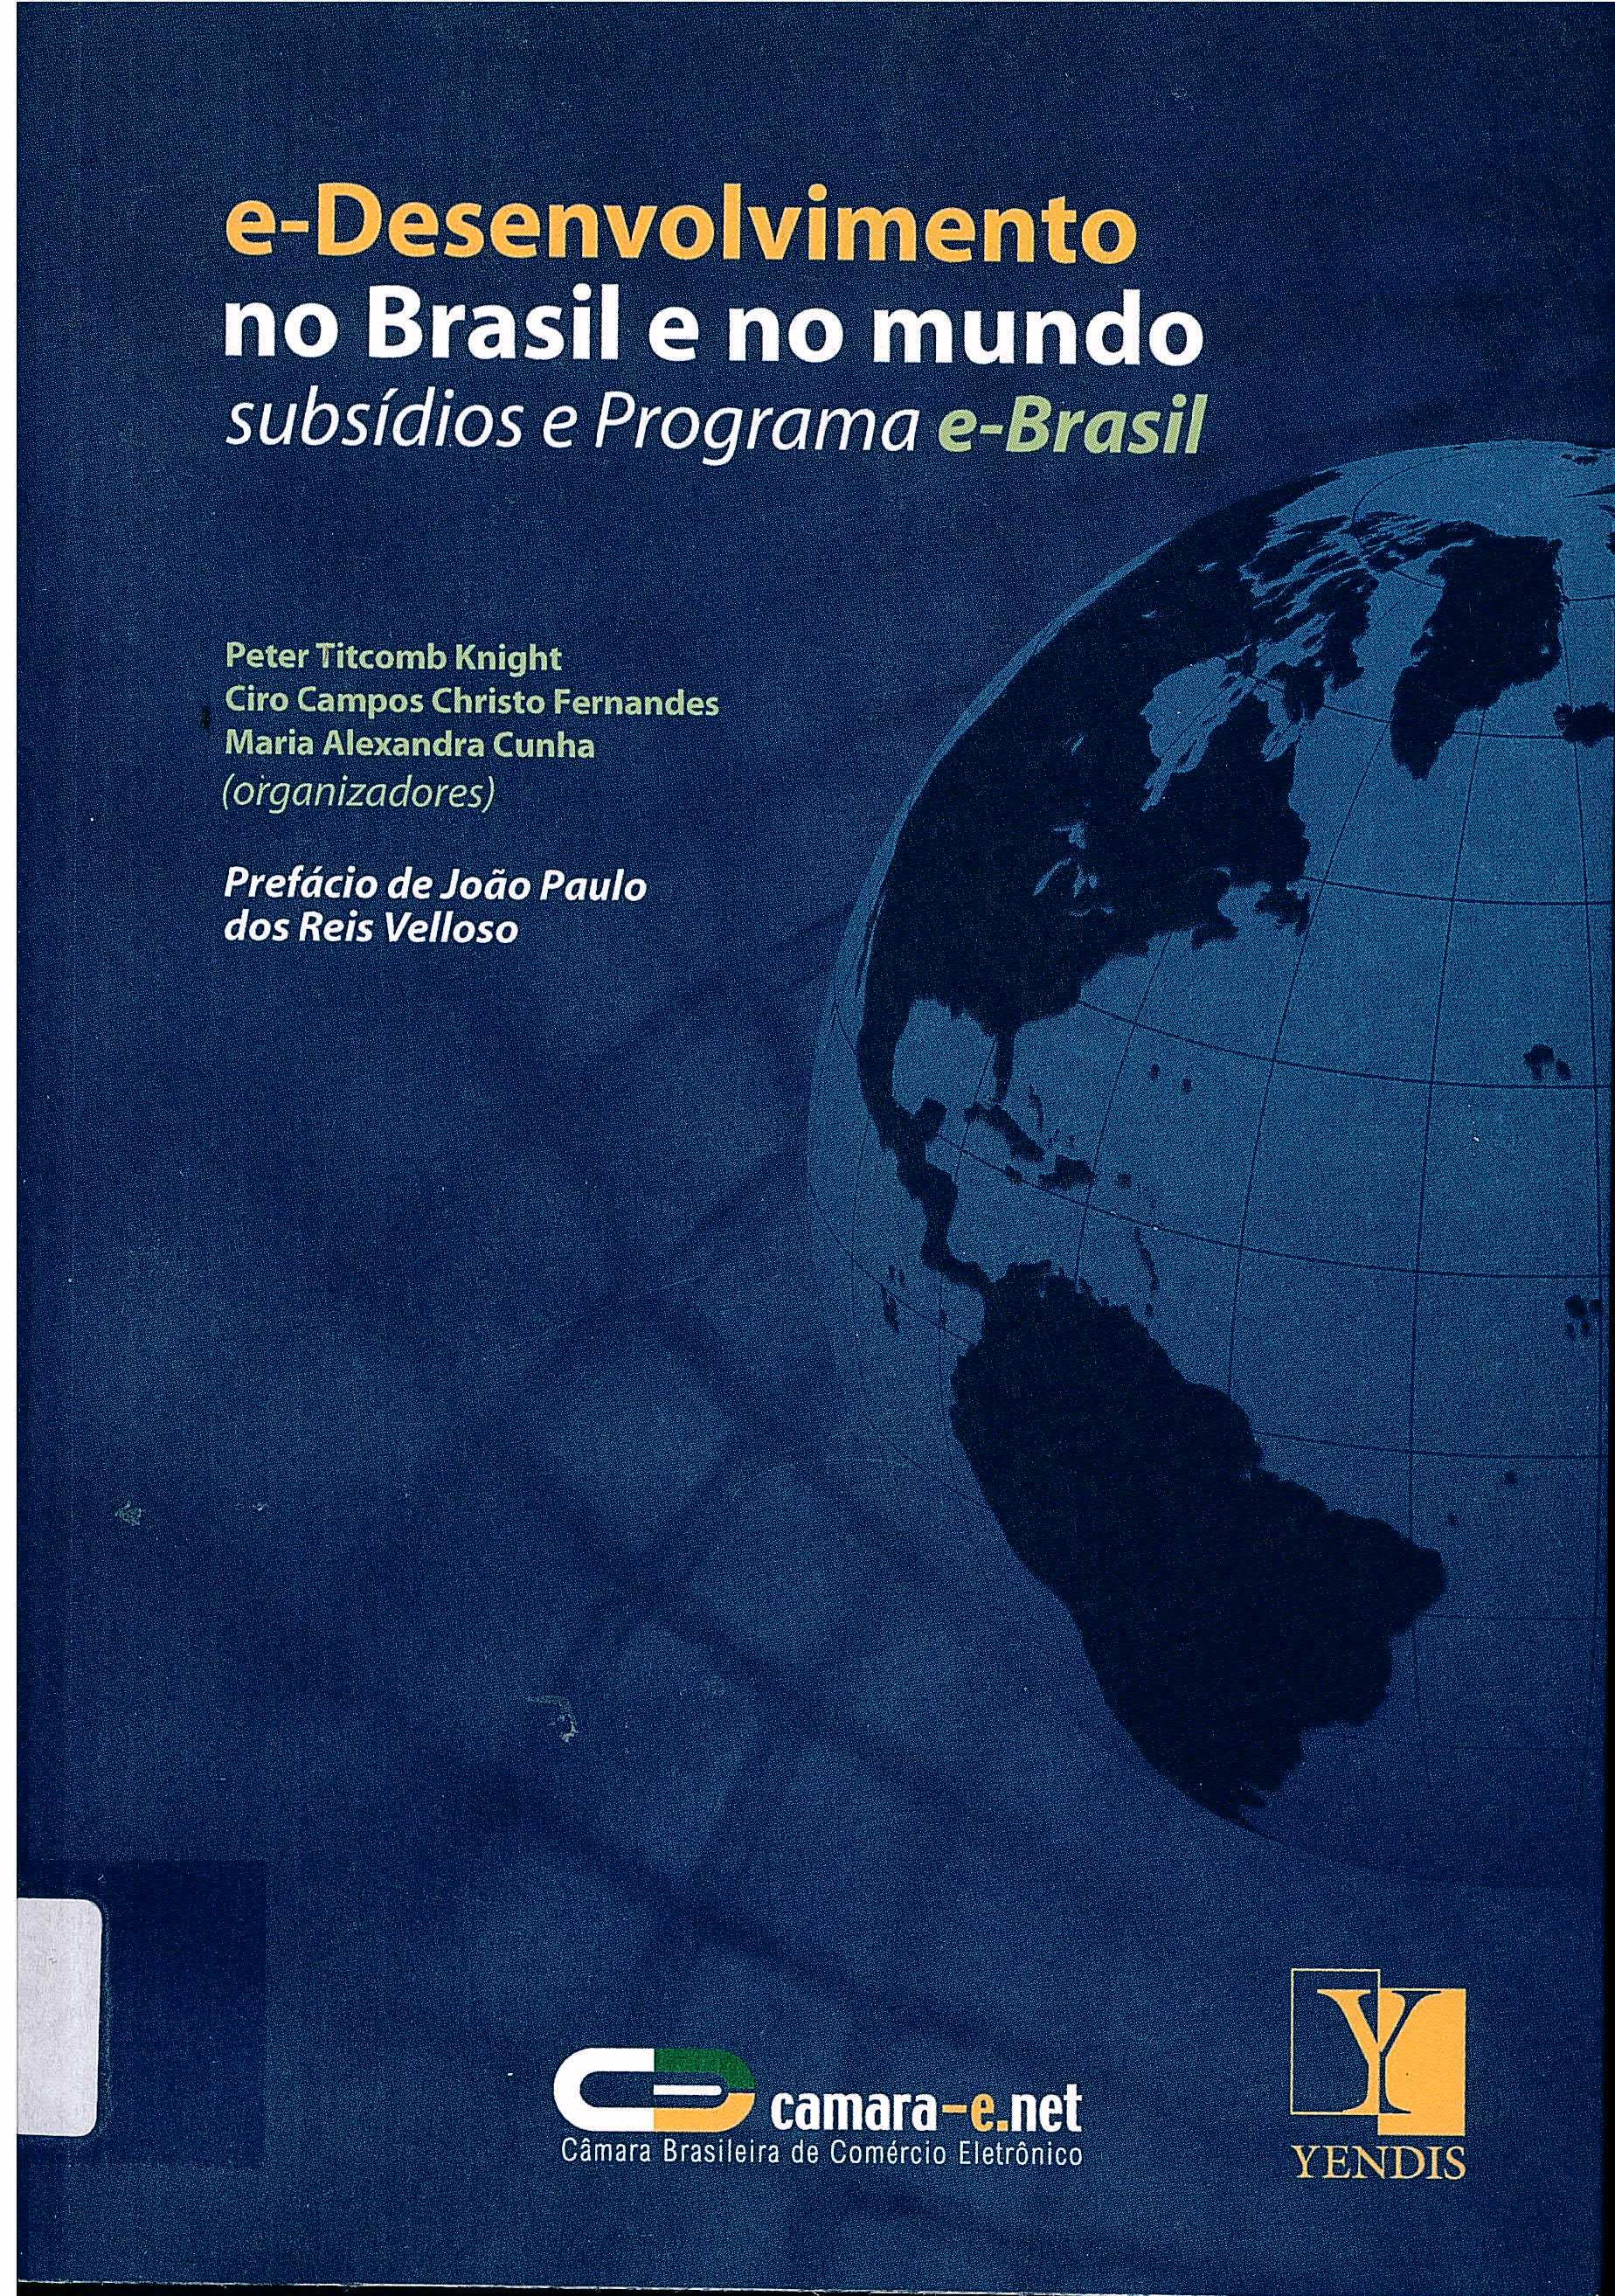 e-Desenvolvimento
no Brasil e no mundo
subsídios e Programa e-Brasil
Peter Titcomb Knight
Ciro Campos Christo Fernandes
Maria Alexandra Cunha
(organizadores)
Prefácio de João Paulo
dos Reis Velloso
camara-e.net
Câmara Brasileira de Comércio Eletrônico
Y
YENDIS